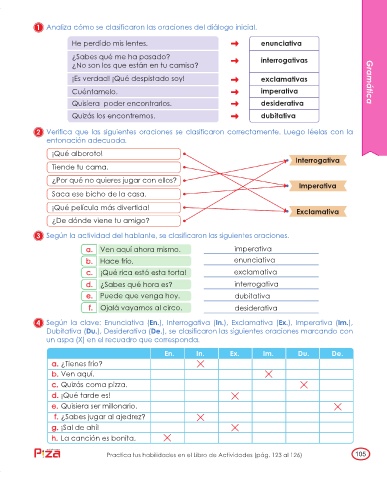 1 Analiza cómo se clasificaron las oraciones del diálogo inicial.
He perdido mis lentes. ➜ enunciativa
¿Sabes qué me ha pasado?
¿No son los que están en tu camisa? ➜ interrogativas
¡Es verdad! ¡Qué despistado soy! ➜ exclamativas
Cuéntamelo. ➜ imperativa
Quisiera poder encontrarlos. ➜ desiderativa
Quizás los encontremos. ➜ dubitativa
Gramática
2 Verifica que las siguientes oraciones se clasificaron correctamente. Luego léelas con la
entonación adecuada.
¡Qué alboroto!
Tiende tu cama.
¿Por qué no quieres jugar con ellos?
Saca ese bicho de la casa.
¡Qué película más divertida!
¿De dónde viene tu amigo?
Interrogativa
Imperativa
Exclamativa
3 Según la actividad del hablante, se clasificaron las siguientes oraciones.
a. Ven aquí ahora mismo. imperativa
b. Hace frío. enunciativa
c. ¡Qué rica está esta torta! exclamativa
d. ¿Sabes qué hora es? interrogativa
e. Puede que venga hoy. dubitativa
f. Ojalá vayamos al circo. desiderativa
4 Según la clave: Enunciativa (En.), Interrogativa (In.), Exclamativa (Ex.), Imperativa (Im.),
Dubitativa (Du.), Desiderativa (De.), se clasificaron las siguientes oraciones marcando con
un aspa (X) en el recuadro que corresponda.
En. In. Ex. Im. Du. De.
a. ¿Tienes frío? X
b. Ven aquí. X
c. Quizás coma pizza. X
d. ¡Qué tarde es! X
e. Quisiera ser millonario. X
f. ¿Sabes jugar al ajedrez? X
g. ¡Sal de ahí! X
h. La canción es bonita. X
Practica tus habilidades en el Libro de Actividades (pág. 123 al 126)
105